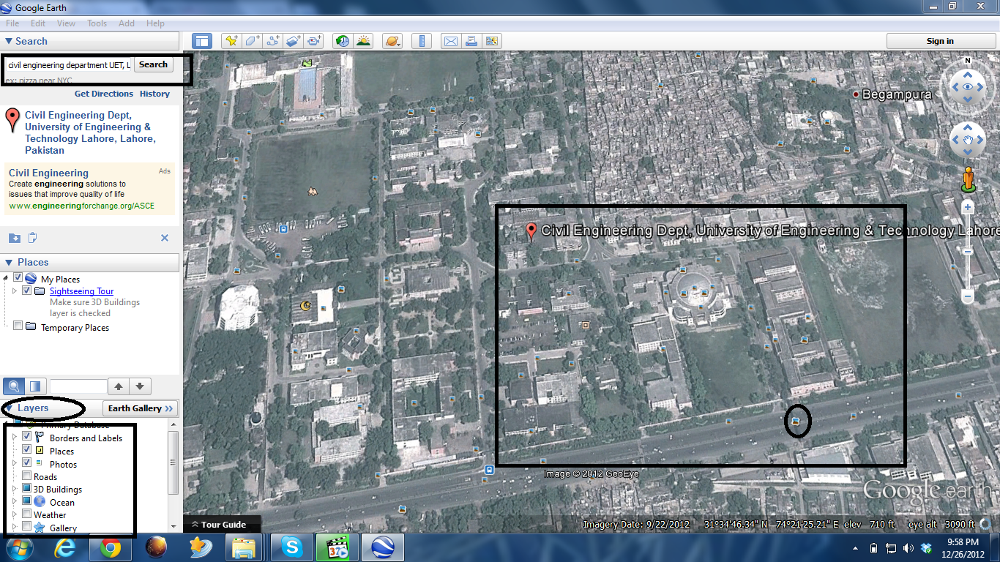 Google Earth
File Edit View Tools Add Help
Search
Sign in
civil engineering department UET, L
Search
ex: pizza near NYC
Get Directions History
Civil Engineering Dept,
University of Engineering &
Technology Lahore, Lahore,
Pakistan
Civil Engineering Ads
Create engineering solutions to
issues that improve quality of life
www.engineeringforchange.org/ASCE
Places
My Places
Sightseeing Tour
Make sure 3D Buildings
layer is checked
Temporary Places
Layers
Earth Gallery >>
Primary Database
Borders and Labels
Places
Photos
Roads
3D Buildings
Ocean
Weather
Gallery
N
Begampura
Civil Engineering Dept, University of Engineering & Technology Lahore
Image © 2012 GeoEye
Google earth
Tour Guide
Imagery Date: 9/22/2012 31°34'46.34" N 74°21'25.21" E elev 710 ft eye alt 3090 ft
9:58 PM
12/26/2012